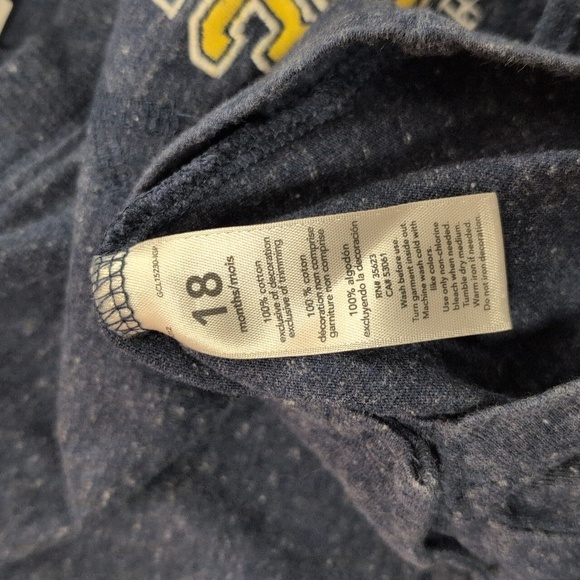 GCL75230-IGP
18
months/mois
100% cotton
exclusive of decoration
exclusive of trimming
100 % coton
décoration non comprise
garniture non comprise
100% algodón
excluyendo la decoración
RN# 35623
CA# 53061
Wash before use.
Turn garment inside out
Machine wash cold with
like colors.
Use only non-chlorine
bleach when needed.
Tumble dry medium.
Warm iron if needed.
Do not iron decoration.